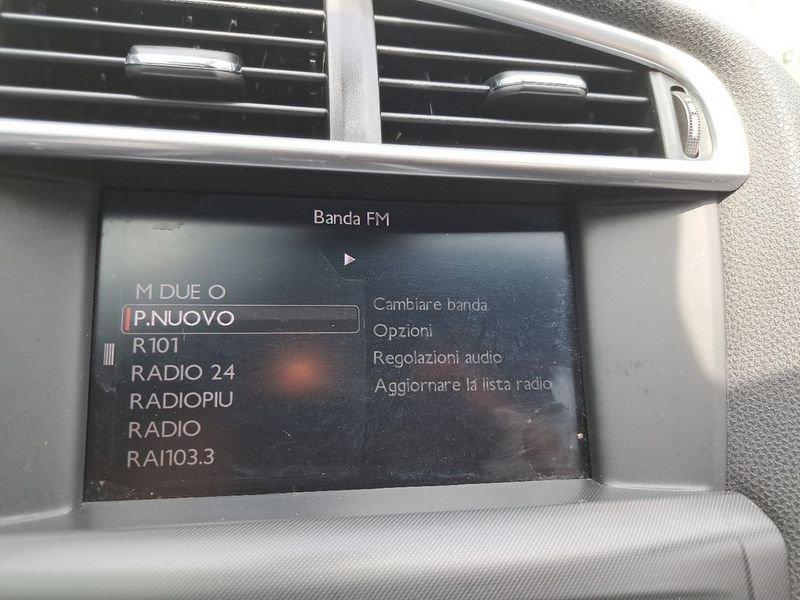 Banda FM
M DUE O
P.NUOVO
R101
RADIO 24
RADIOPIU
RADIO
RAI103.3
Cambiare banda
Opzioni
Regolazioni audio
Aggiornare la lista radio